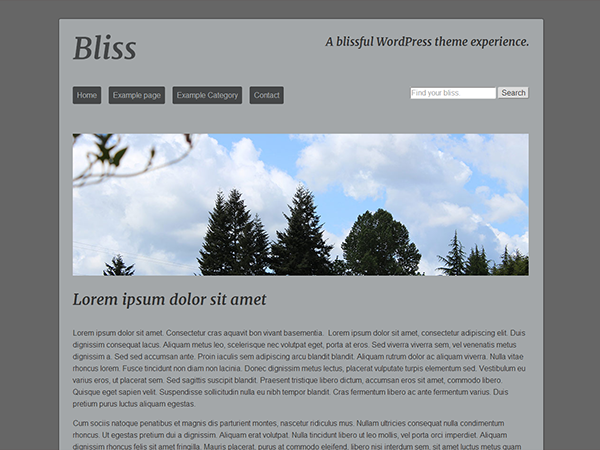 Bliss
A blissful WordPress theme experience.
Home
Example page
Example Category
Contact
Find your bliss.
Search
Lorem ipsum dolor sit amet
Lorem ipsum dolor sit amet. Consectetur cras aquavit bon vivant basementia. Lorem ipsum dolor sit amet, consectetur adipiscing elit. Duis
dignissim consequat lacus. Aliquam metus leo, scelerisque nec volutpat eget, porta at eros. Sed viverra viverra sem, vel venenatis metus
dignissim a. Sed sed accumsan ante. Proin iaculis sem adipiscing arcu blandit blandit. Aliquam rutrum dolor ac aliquam viverra. Nulla vitae
rhoncus lorem. Fusce tincidunt non diam non lacinia. Donec dignissim metus lectus, placerat vulputate turpis elementum sed. Vestibulum eu
varius eros, ut placerat sem. Sed sagittis suscipit blandit. Praesent tristique libero dictum, accumsan eros sit amet, commodo libero.
Quisque eget sapien velit. Suspendisse sollicitudin nulla eu nibh tempor blandit. Cras fermentum libero ac ante fermentum varius. Duis
pretium purus luctus aliquam egestas.
Cum sociis natoque penatibus et magnis dis parturient montes, nascetur ridiculus mus. Nullam ultricies consequat nulla condimentum
rhoncus. Ut egestas pretium dui a dignissim. Aliquam erat volutpat. Nulla tincidunt libero ut leo mollis, vel porta orci imperdiet. Aliquam
dignissim rhoncus felis sit amet fringilla. Mauris placerat, purus at commodo eleifend, libero nisi interdum sem, sit amet luctus metus quam